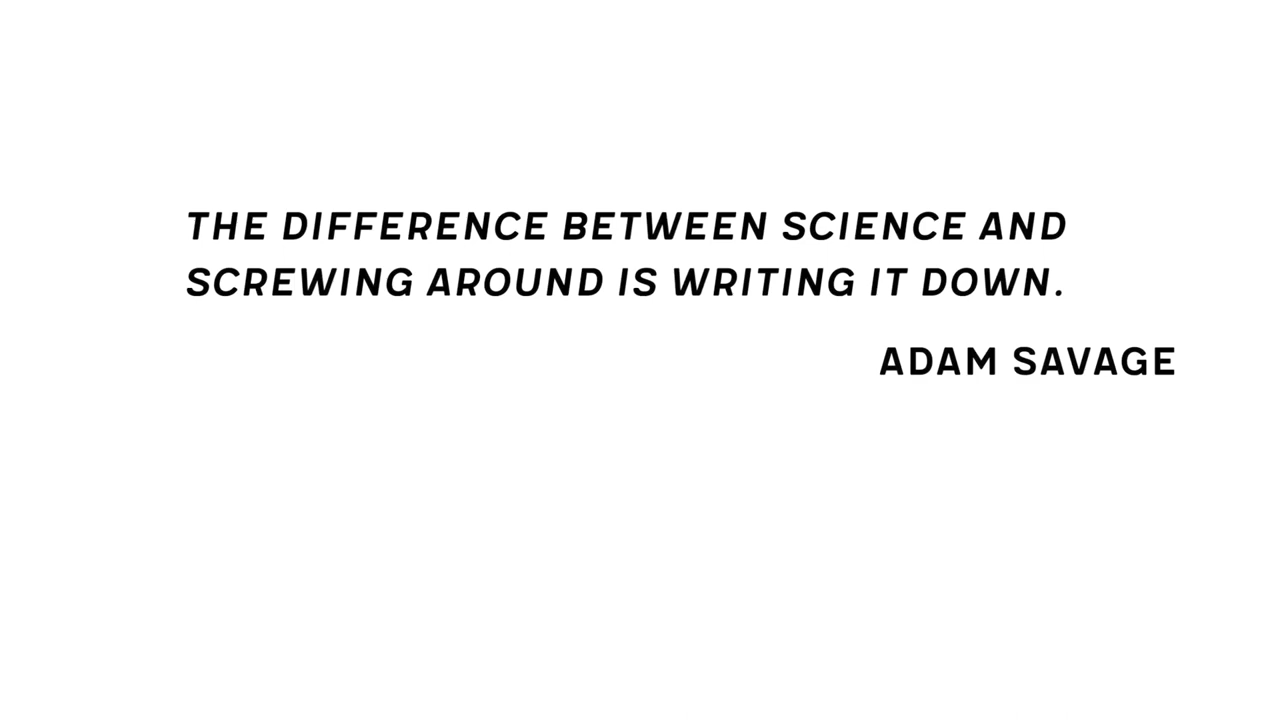 THE DIFFERENCE BETWEEN SCIENCE AND
SCREWING AROUND IS WRITING IT DOWN.
ADAM SAVAGE